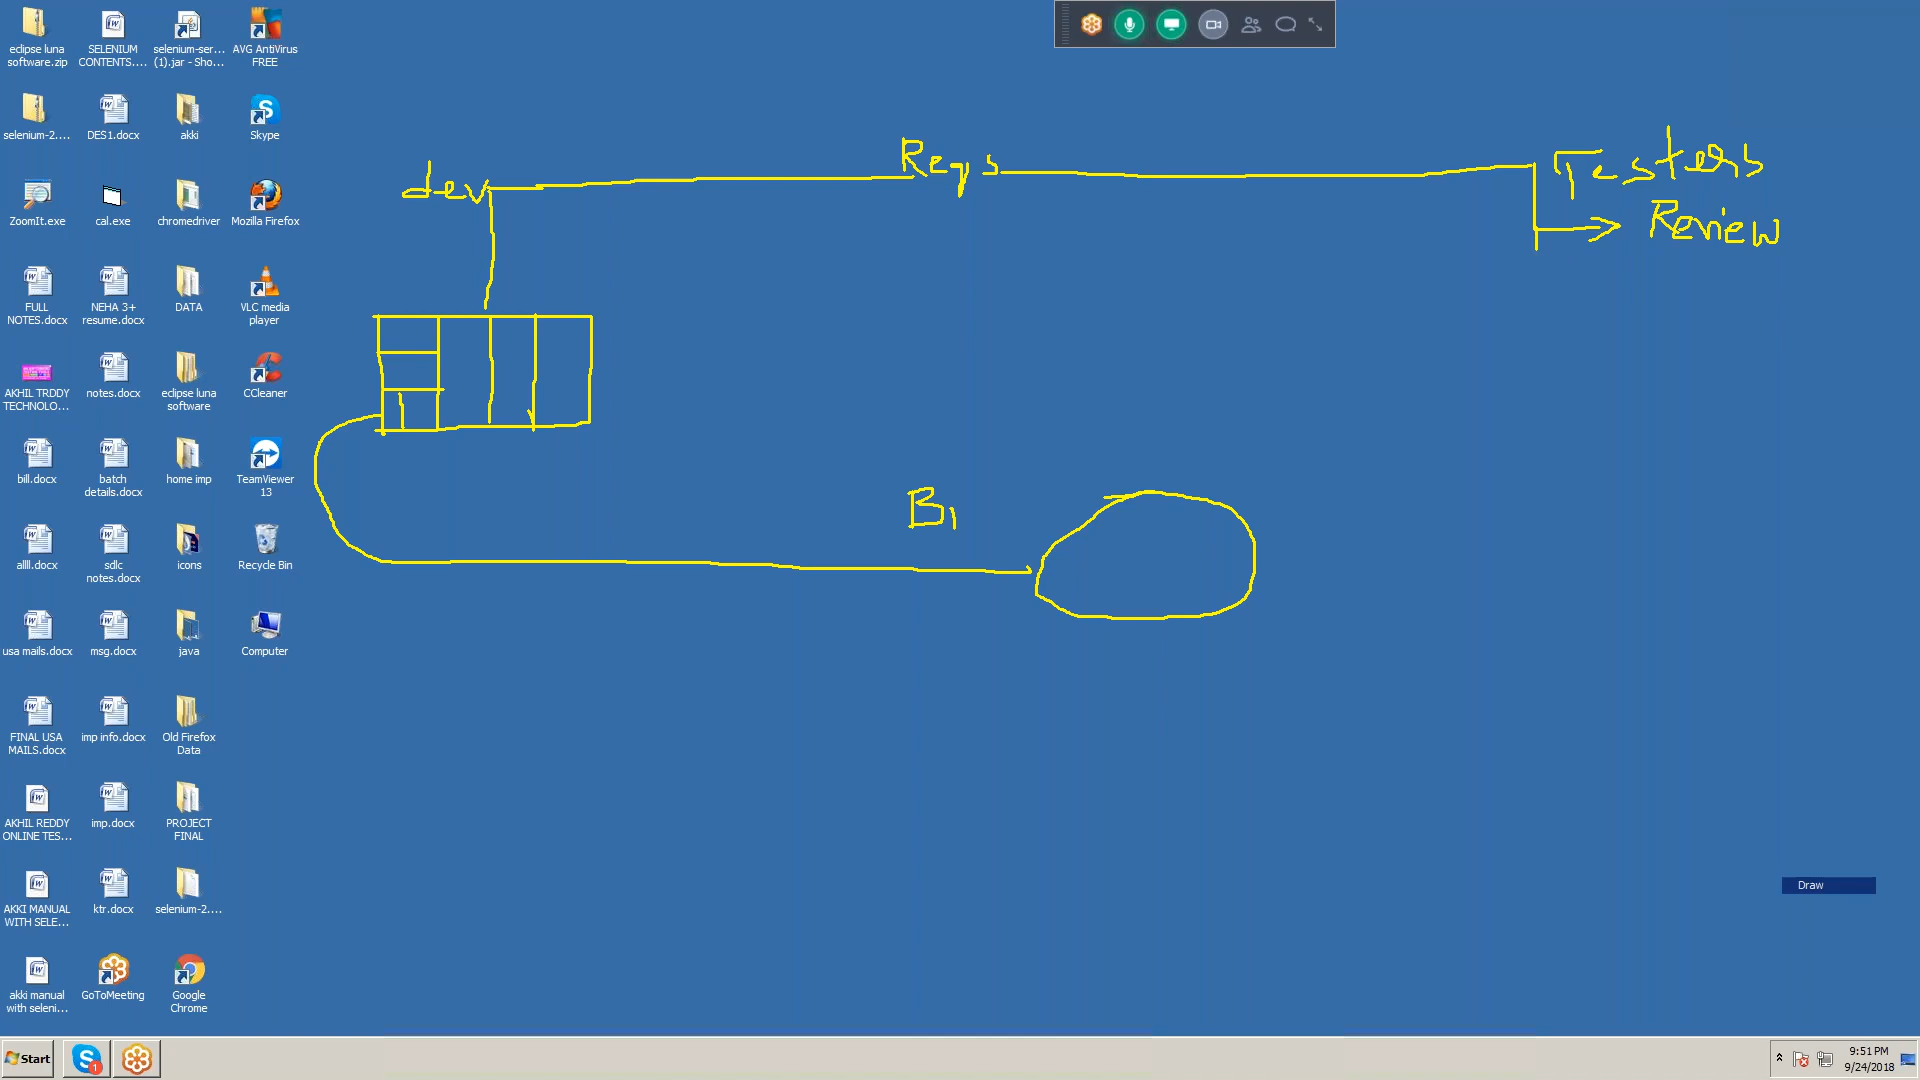 eclipse luna software.zip
SELENIUM CONTENTS....
selenium-ser... (1).jar - Sho...
AVG AntiVirus FREE
selenium-2....
DES1.docx
akki
Skype
ZoomIt.exe
cal.exe
chromedriver
Mozilla Firefox
FULL NOTES.docx
NEHA 3+ resume.docx
DATA
VLC media player
AKHIL TRDDY TECHNOLO...
notes.docx
eclipse luna software
CCleaner
bill.docx
batch details.docx
home imp
TeamViewer 13
allll.docx
sdlc notes.docx
icons
Recycle Bin
usa mails.docx
msg.docx
java
Computer
FINAL USA MAILS.docx
imp info.docx
Old Firefox Data
AKHIL REDDY ONLINE TES...
imp.docx
PROJECT FINAL
AKKI MANUAL WITH SELE...
ktr.docx
selenium-2....
akki manual with seleni...
GoToMeeting
Google Chrome
dev
Reqs
Testers
Review
B1
Draw
Start
1
9:51 PM
9/24/2018